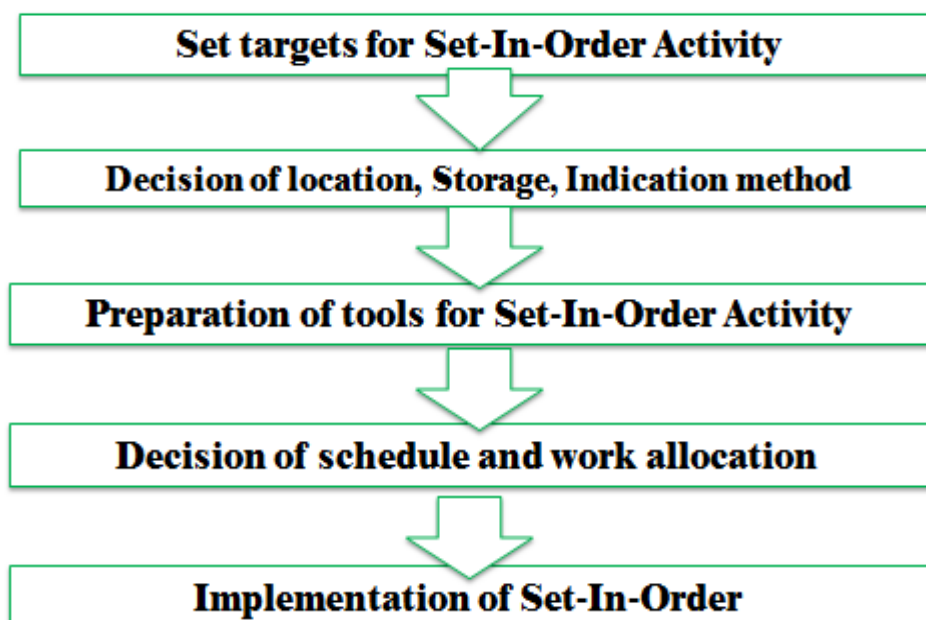 Set targets for Set-In-Order Activity
Decision of location, Storage, Indication method
Preparation of tools for Set-In-Order Activity
Decision of schedule and work allocation
Implementation of Set-In-Order